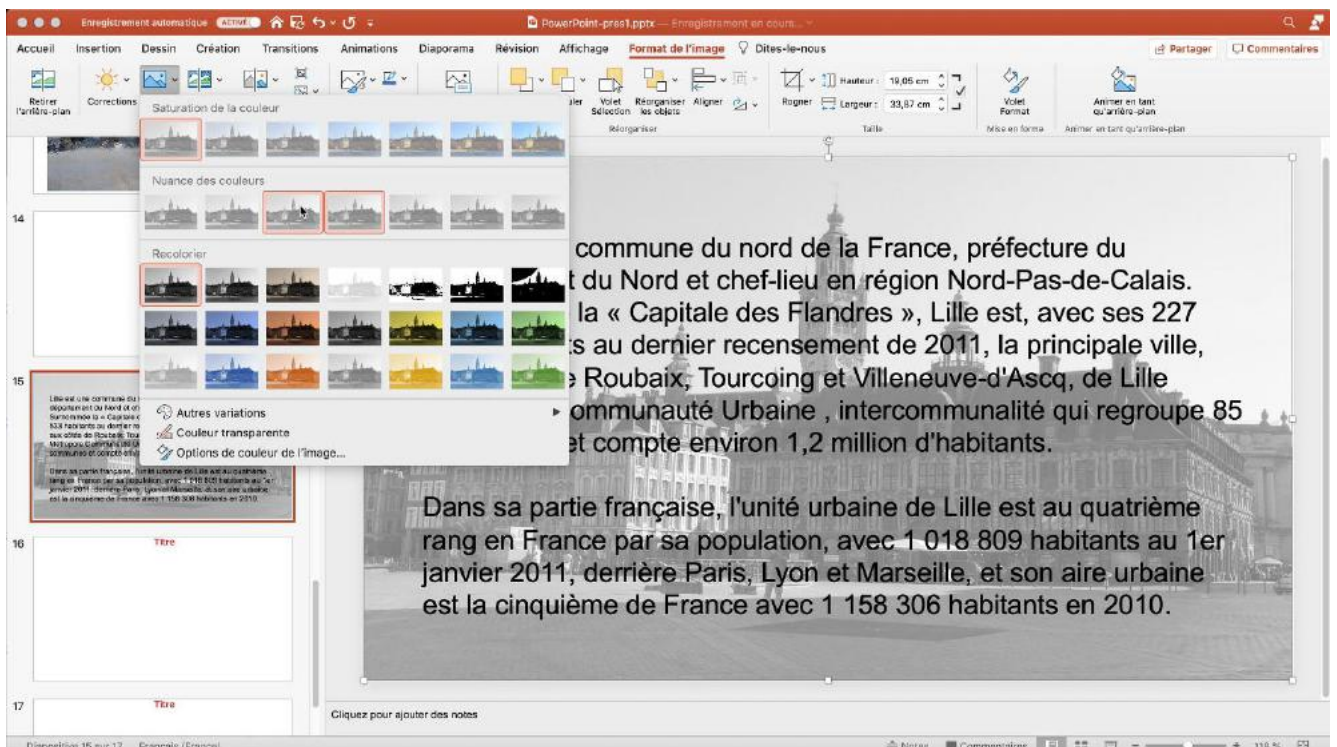 Enregistrement automatique ACTIVÉ PowerPoint-pres1.pptx — Enregistrement en cours...
Accueil Insertion Dessin Création Transitions Animations Diaporama Révision Affichage Format de l'image Dites-le-nous Partager Commentaires
Retirer l'arrière-plan
Corrections
Volet Sélection
Réorganiser les objets
Aligner
Rogner
Hauteur : 19,05 cm
Largeur : 33,87 cm
Volet Format
Animer en tant qu'arrière-plan
Réorganiser Taille Mise en forme Animer en tant qu'arrière-plan
Saturation de la couleur
Nuance des couleurs
Recolorier
Autres variations
Couleur transparente
Options de couleur de l'image...
14
15
16
Titre
17
Titre
commune du nord de la France, préfecture du
t du Nord et chef-lieu en région Nord-Pas-de-Calais.
la « Capitale des Flandres », Lille est, avec ses 227
s au dernier recensement de 2011, la principale ville,
Roubaix, Tourcoing et Villeneuve-d'Ascq, de Lille
ommunauté Urbaine , intercommunalité qui regroupe 85
et compte environ 1,2 million d'habitants.
Dans sa partie française, l'unité urbaine de Lille est au quatrième
rang en France par sa population, avec 1 018 809 habitants au 1er
janvier 2011, derrière Paris, Lyon et Marseille, et son aire urbaine
est la cinquième de France avec 1 158 306 habitants en 2010.
Cliquez pour ajouter des notes
Diapositive 15 sur 17 Français (France) Notes Commentaires